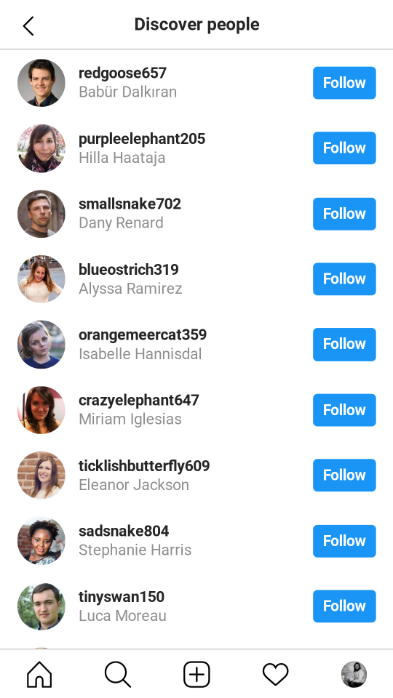 Discover people
redgoose657
Babür Dalkıran
Follow
purpleelephant205
Hilla Haataja
Follow
smallsnake702
Dany Renard
Follow
blueostrich319
Alyssa Ramirez
Follow
orangemeercat359
Isabelle Hannisdal
Follow
crazyelephant647
Miriam Iglesias
Follow
ticklishbutterfly609
Eleanor Jackson
Follow
sadsnake804
Stephanie Harris
Follow
tinyswan150
Luca Moreau
Follow